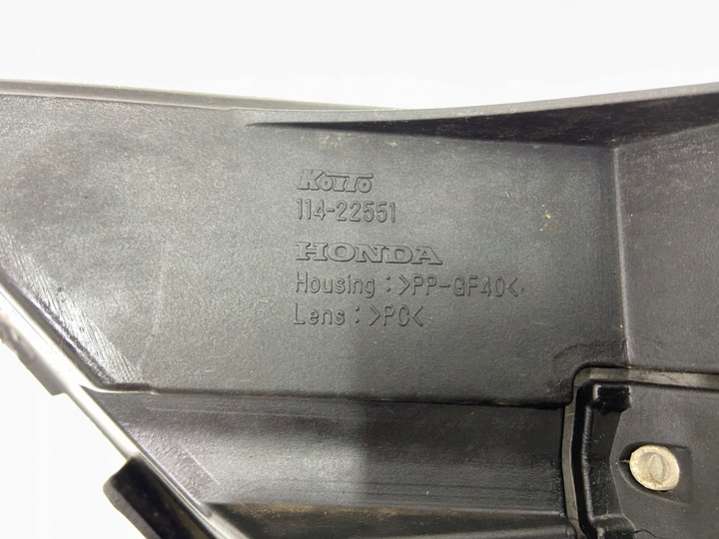 KOITO
114-22551
HONDA
Housing : >PP-GF40<
Lens : >PC<